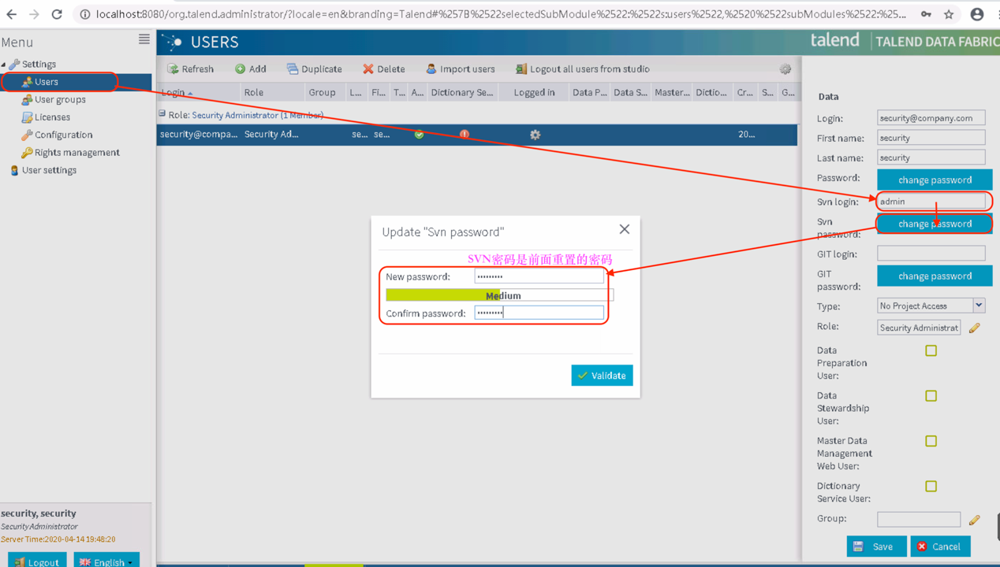 localhost:8080/org.talend.administrator/?locale=en&branding=Talend#%257B%2522selectedSubModule%2522:%2522s:users%2522,%2520%2522subModules%2522:%25...
Menu
Settings
Users
User groups
Licenses
Configuration
Rights management
User settings
security, security
Security Administrator
Server Time:2020-04-14 19:48:20
Logout
English
USERS
talend | TALEND DATA FABRIC
Refresh
Add
Duplicate
Delete
Import users
Logout all users from studio
Login Role Group L... Fi... T... A... Dictionary Se... Logged in Data P... Data S... Master... Dictio... Cr... S... G...
Role: Security Administrator (1 Member)
security@compa... Security Ad... se... se... 20...
Update "Svn password"
SVN密码是前面重置的密码
New password: •••••••••
Medium
Confirm password: •••••••••
Validate
Data
Login: security@company.com
First name: security
Last name: security
Password: change password
Svn login: admin
Svn
password: change password
GIT login:
GIT
password: change password
Type: No Project Access
Role: Security Administrat
Data
Preparation
User:
Data
Stewardship
User:
Master Data
Management
Web User:
Dictionary
Service User:
Group:
Save
Cancel